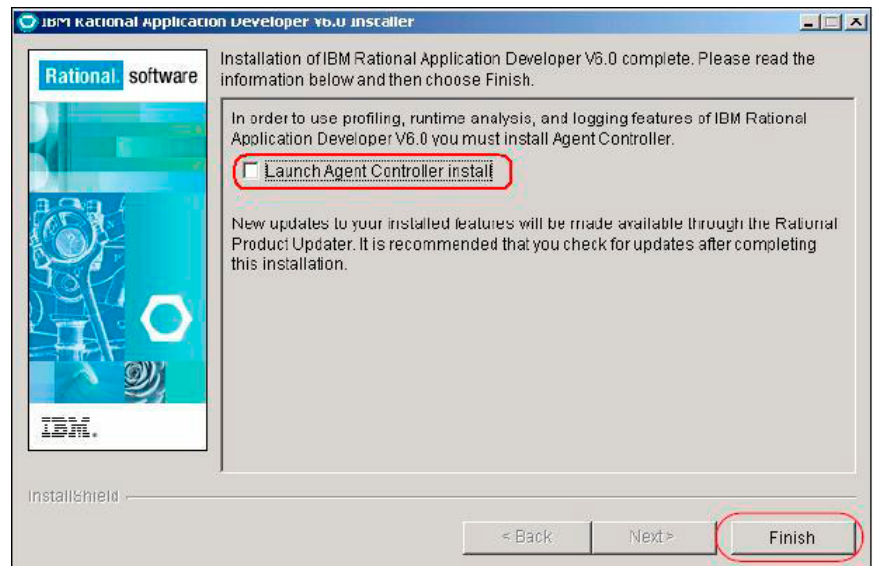 IBM Rational Application Developer V6.0 Installer
Rational. software
Installation of IBM Rational Application Developer V6.0 complete. Please read the
information below and then choose Finish.
In order to use profiling, runtime analysis, and logging features of IBM Rational
Application Developer V6.0 you must install Agent Controller.
Launch Agent Controller install
New updates to your installed features will be made available through the Rational
Product Updater. It is recommended that you check for updates after completing
this installation.
IBM.
InstallShield
< Back
Next >
Finish